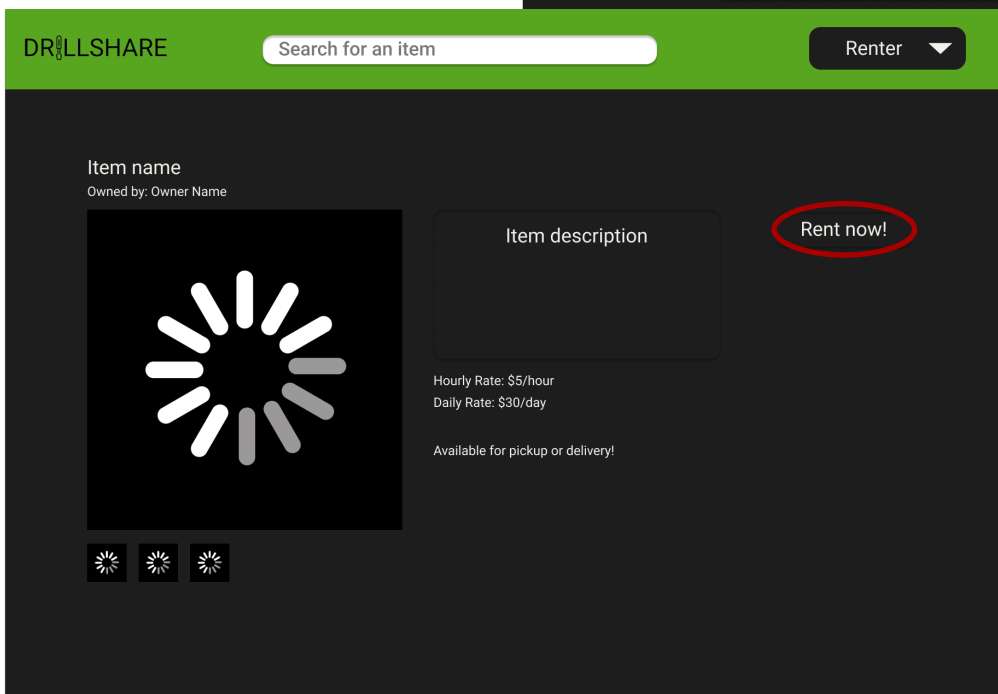 DRILLSHARE
Search for an item
Renter
Item name
Owned by: Owner Name
Item description
Rent now!
Hourly Rate: $5/hour
Daily Rate: $30/day
Available for pickup or delivery!